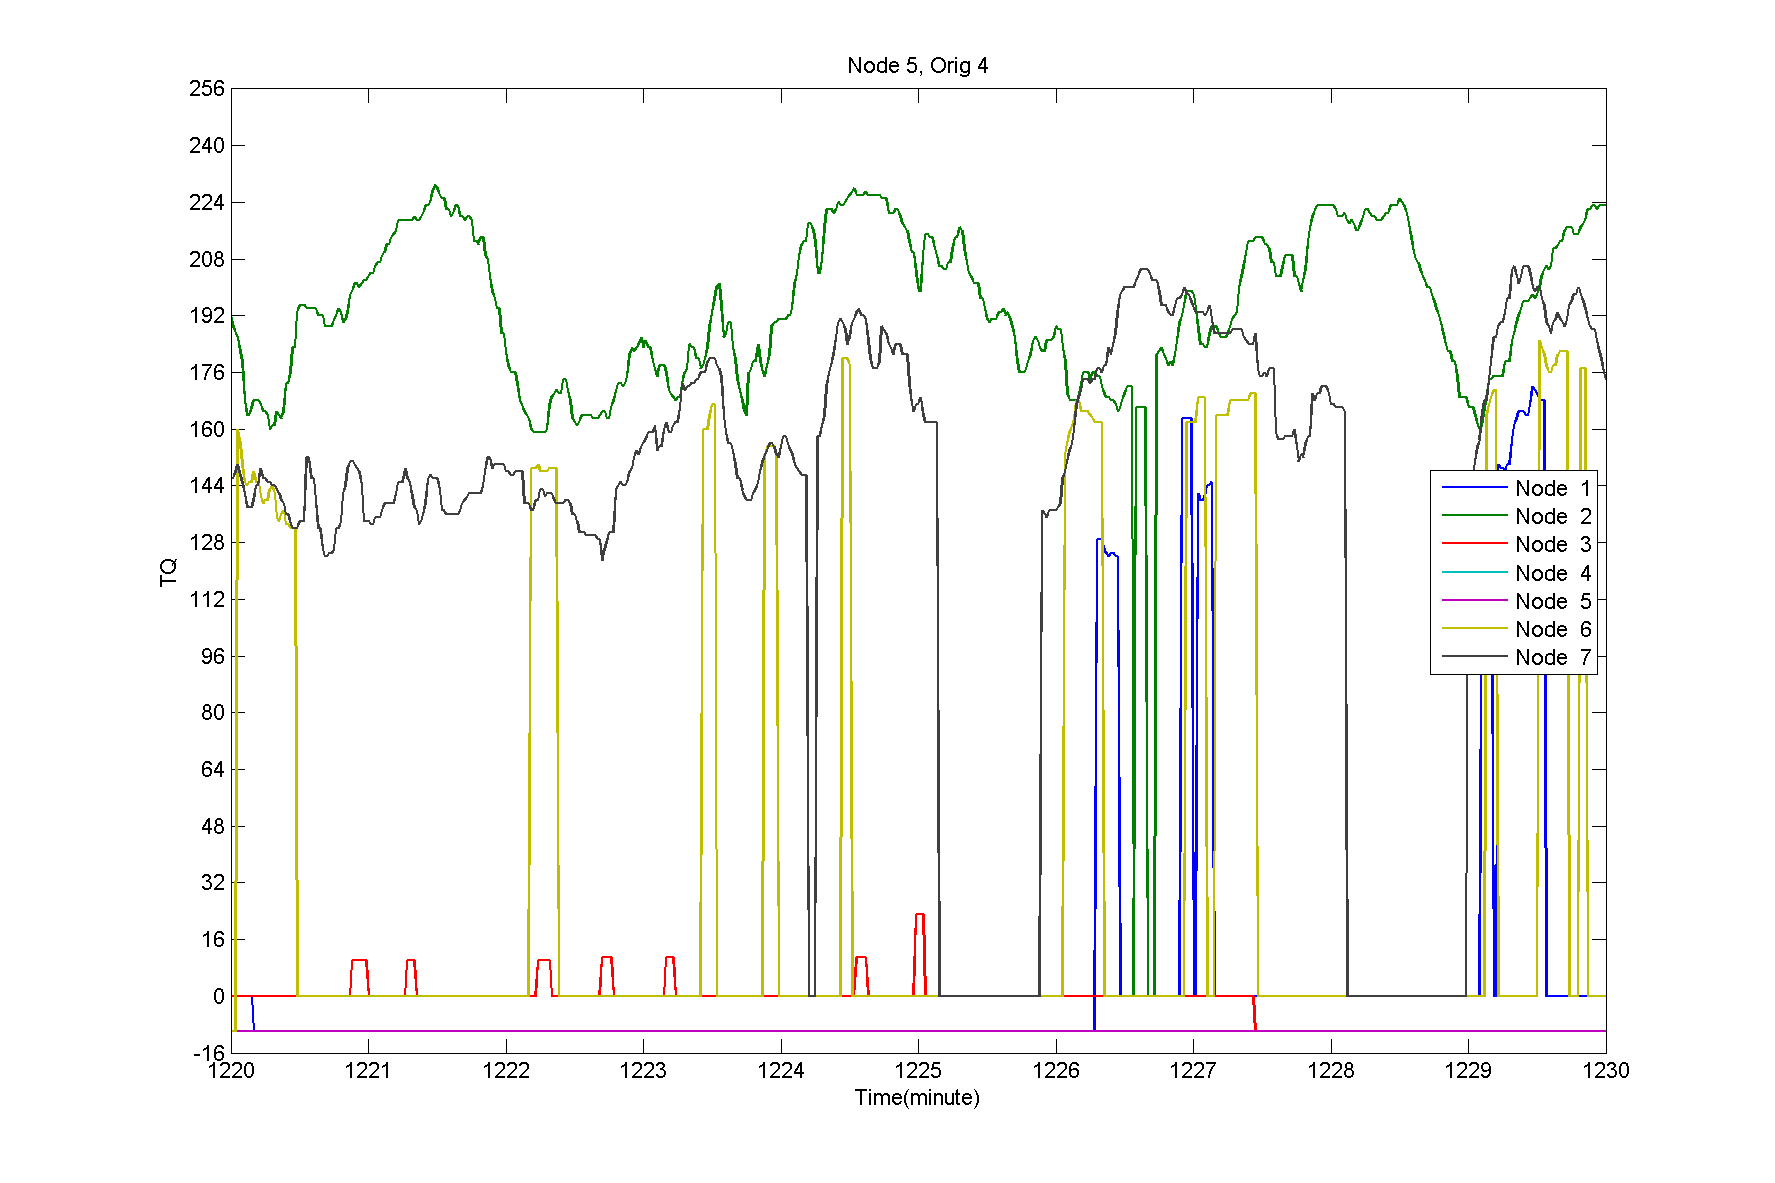 Node 5, Orig 4
256
240
224
208
192
176
160
144
128
112
96
80
64
48
32
16
0
-16
TQ
Node 1
Node 2
Node 3
Node 4
Node 5
Node 6
Node 7
1220 1221 1222 1223 1224 1225 1226 1227 1228 1229 1230
Time(minute)